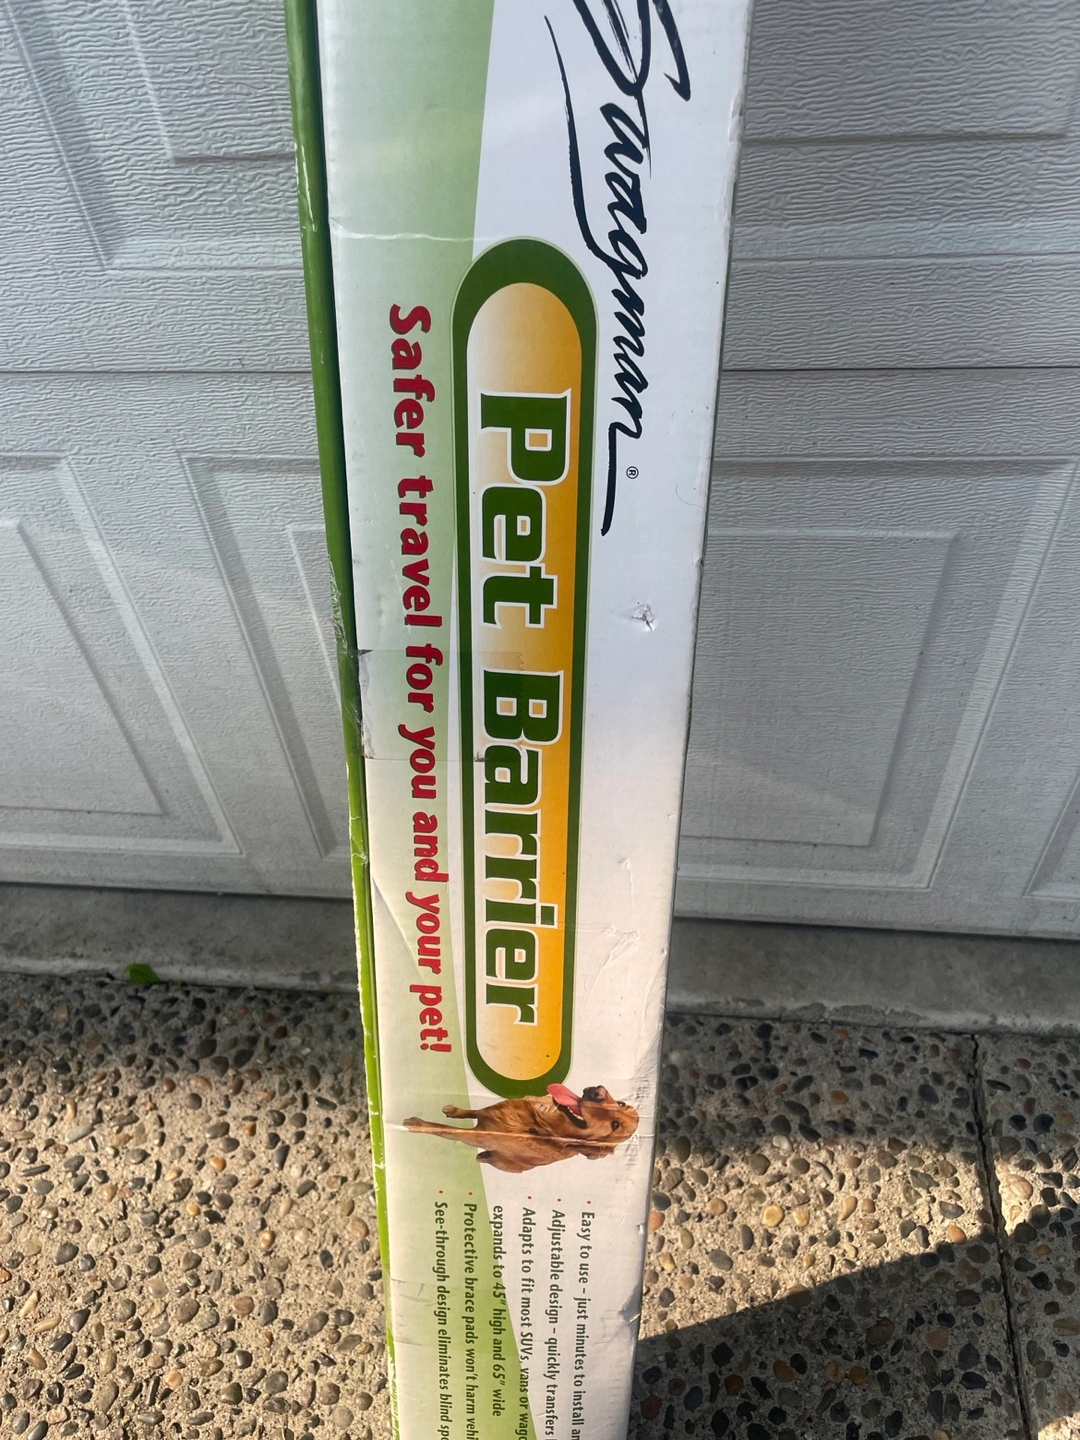 Swagman®
Pet Barrier
Safer travel for you and your pet!
• Easy to use – just minutes to install
• Adjustable design – quickly transfers
• Adapts to fit most SUVs, vans or
expands to 45" high and 65" wide
• Protective brace pads won't harm
• See-through design eliminates blind